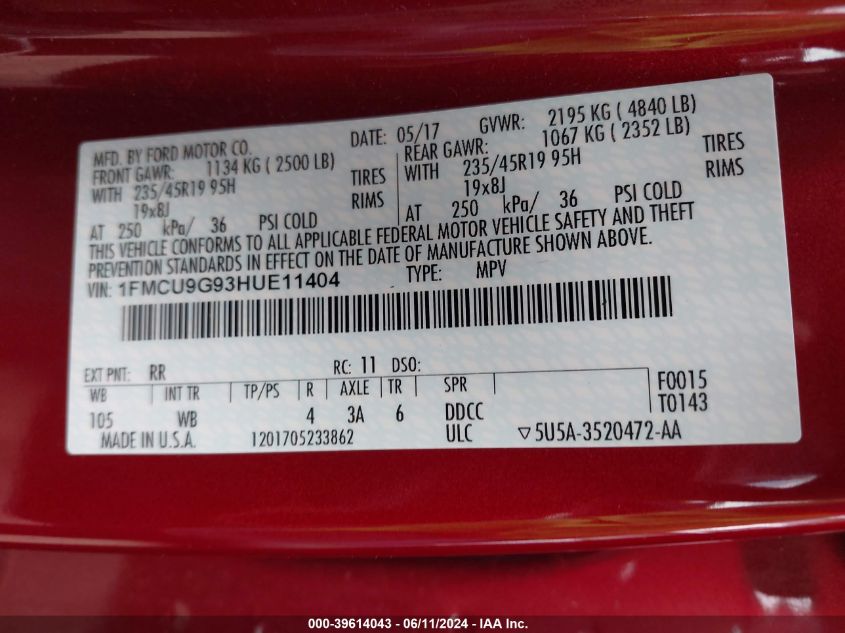 MFD. BY FORD MOTOR CO. DATE: 05/17 GVWR: 2195 KG ( 4840 LB)
FRONT GAWR: 1134 KG ( 2500 LB) REAR GAWR: 1067 KG ( 2352 LB)
WITH 235/45R19 95H TIRES WITH 235/45R19 95H TIRES
19x8J RIMS 19x8J RIMS
AT 250 kPa/ 36 PSI COLD AT 250 kPa/ 36 PSI COLD
THIS VEHICLE CONFORMS TO ALL APPLICABLE FEDERAL MOTOR VEHICLE SAFETY AND THEFT
PREVENTION STANDARDS IN EFFECT ON THE DATE OF MANUFACTURE SHOWN ABOVE.
VIN: 1FMCU9G93HUE11404 TYPE: MPV
EXT PNT: RR RC: 11 DSO:
WB INT TR TP/PS R AXLE TR SPR F0015
105 WB 4 3A 6 DDCC T0143
MADE IN U.S.A. 1201705233862 ULC ▽5U5A-3520472-AA
000-39614043 - 06/11/2024 - IAA Inc.